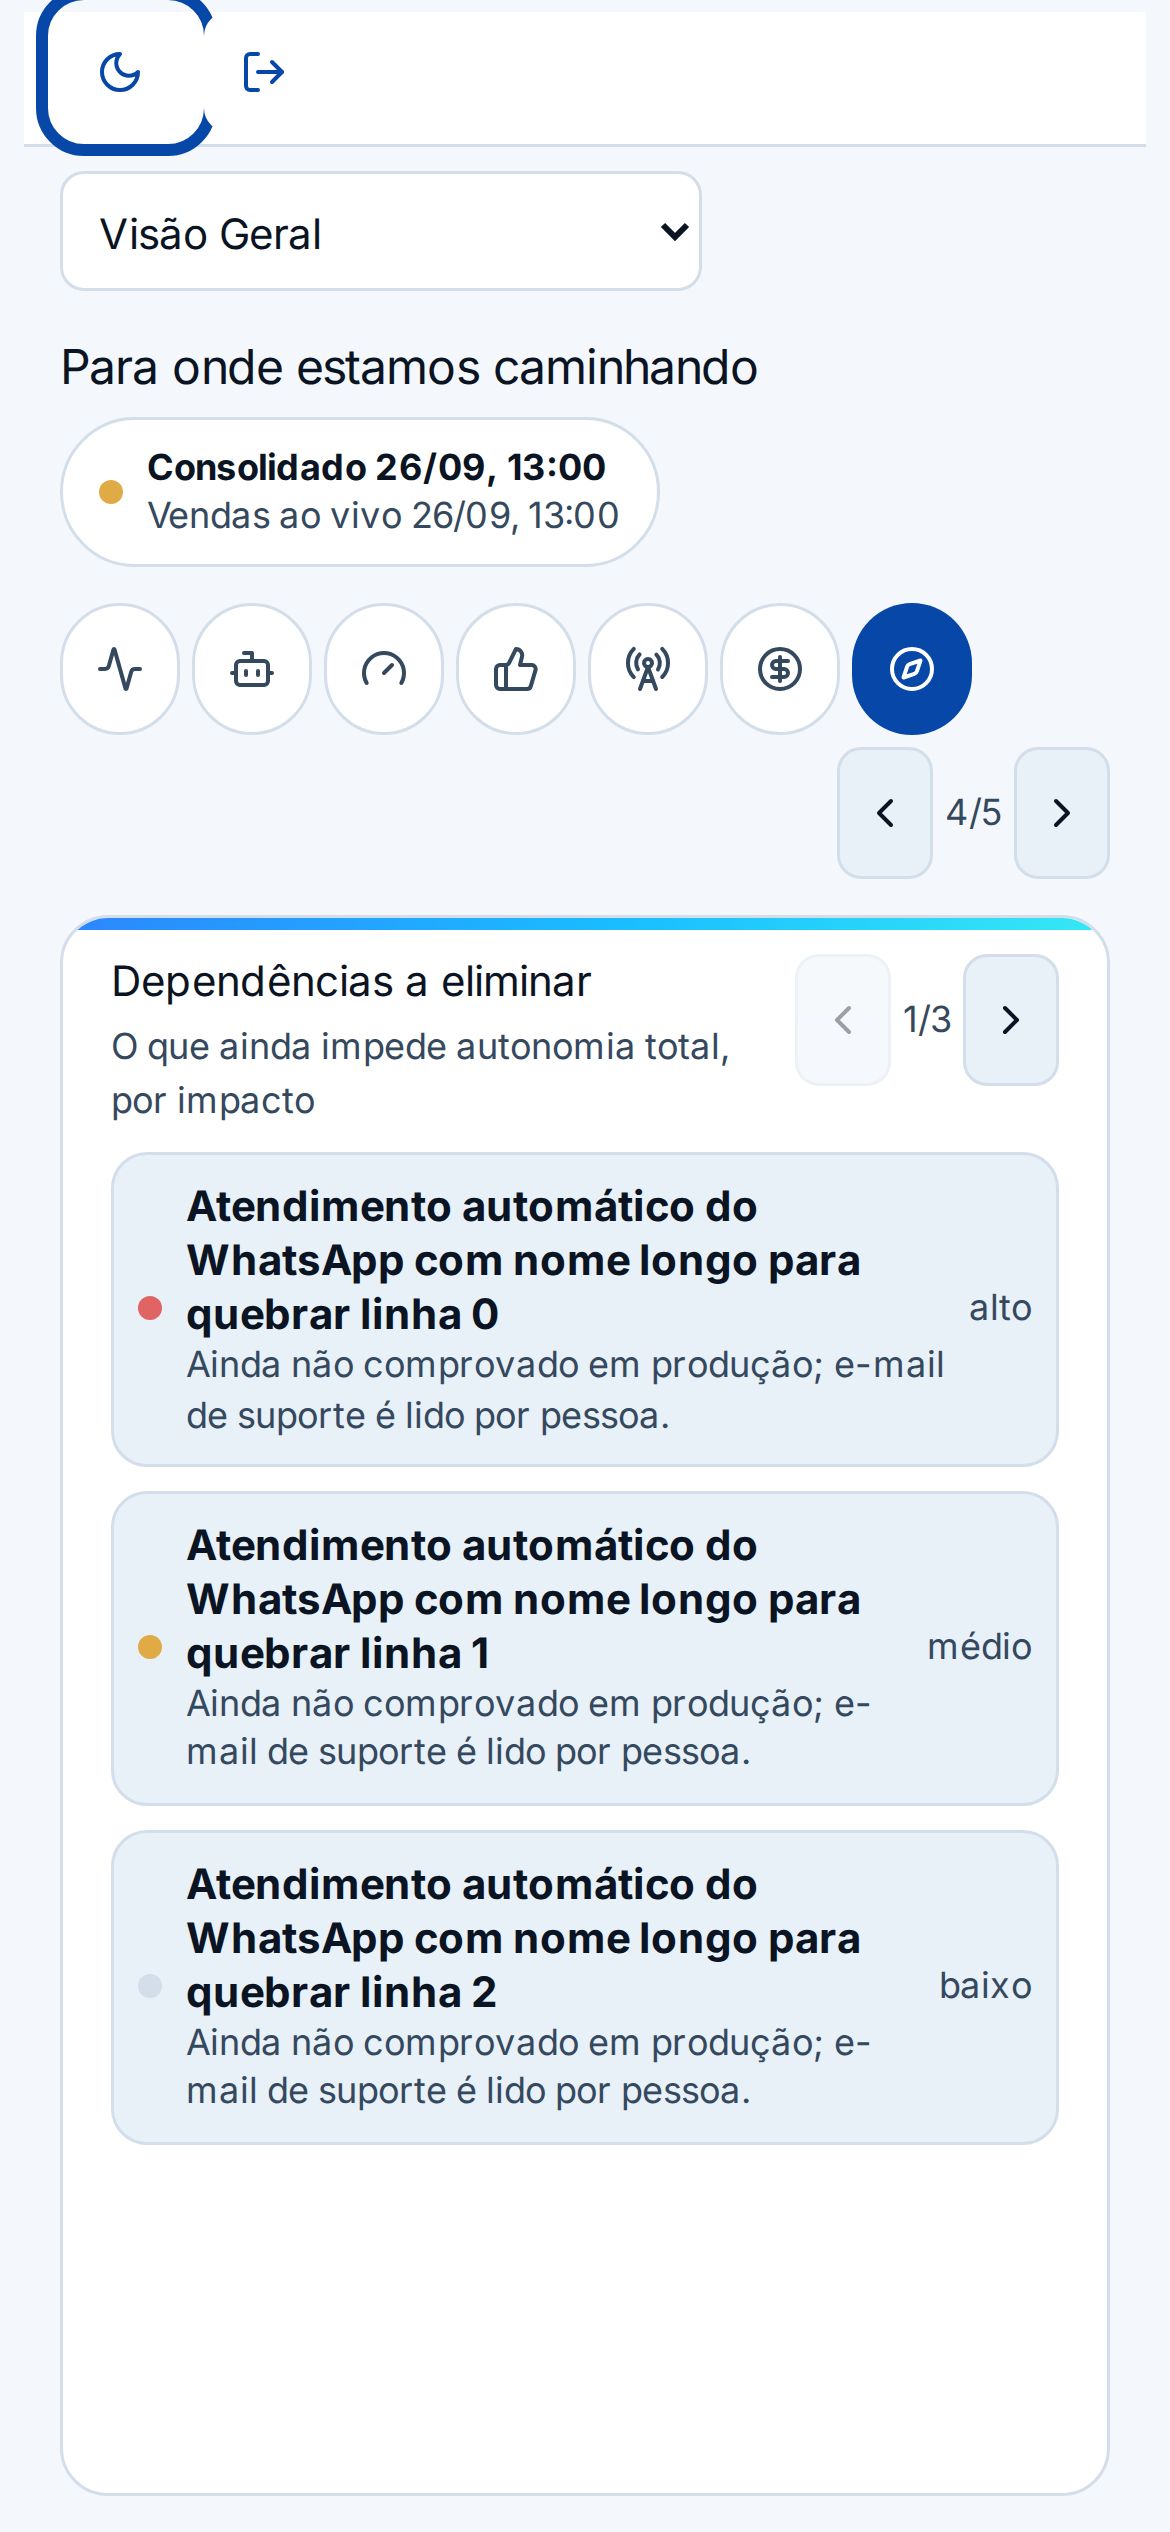 Visão Geral
Para onde estamos caminhando
Consolidado 26/09, 13:00
Vendas ao vivo 26/09, 13:00
4/5
Dependências a eliminar
1/3
O que ainda impede autonomia total,
por impacto
Atendimento automático do
WhatsApp com nome longo para
quebrar linha 0
alto
Ainda não comprovado em produção; e-mail
de suporte é lido por pessoa.
Atendimento automático do
WhatsApp com nome longo para
quebrar linha 1
médio
Ainda não comprovado em produção; e-
mail de suporte é lido por pessoa.
Atendimento automático do
WhatsApp com nome longo para
quebrar linha 2
baixo
Ainda não comprovado em produção; e-
mail de suporte é lido por pessoa.